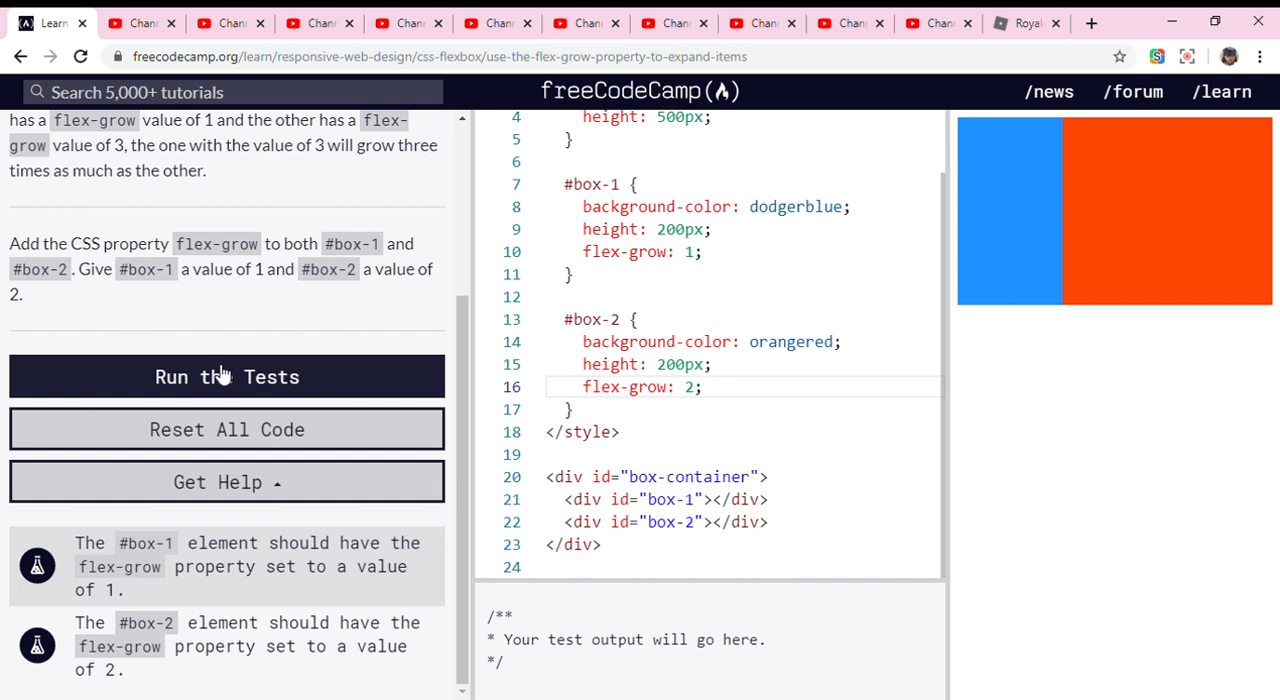 Learn
Chann
Chann
Chann
Chann
Chann
Chann
Chann
Chann
Chann
Chan
Royal
freecodecamp.org/learn/responsive-web-design/css-flexbox/use-the-flex-grow-property-to-expand-items
Search 5,000+ tutorials
freeCodeCamp
/news /forum /learn
has a flex-grow value of 1 and the other has a flex-
grow value of 3, the one with the value of 3 will grow three
times as much as the other.
Add the CSS property flex-grow to both #box-1 and
#box-2. Give #box-1 a value of 1 and #box-2 a value of
2.
Run the Tests
Reset All Code
Get Help
The #box-1 element should have the
flex-grow property set to a value
of 1.
The #box-2 element should have the
flex-grow property set to a value
of 2.
4 height: 500px;
5 }
6
7 #box-1 {
8 background-color: dodgerblue;
9 height: 200px;
10 flex-grow: 1;
11 }
12
13 #box-2 {
14 background-color: orangered;
15 height: 200px;
16 flex-grow: 2;
17 }
18 </style>
19
20 <div id="box-container">
21 <div id="box-1"></div>
22 <div id="box-2"></div>
23 </div>
24
/**
* Your test output will go here.
*/